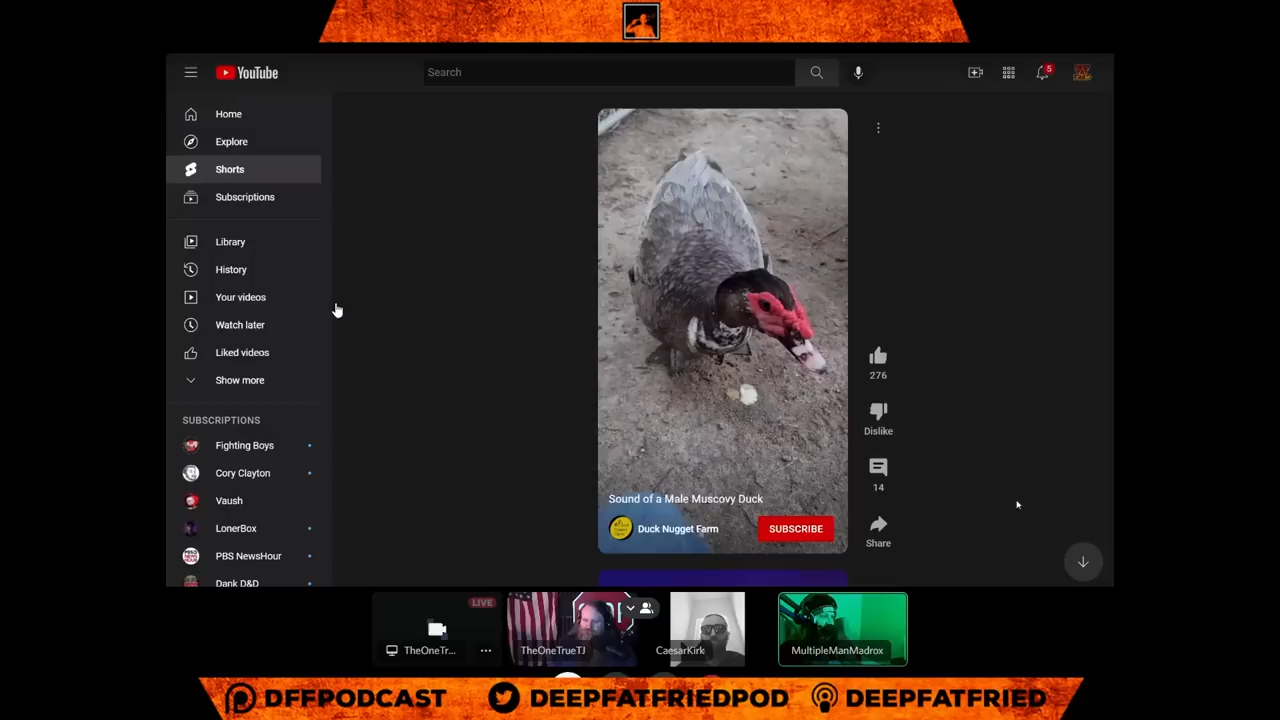 YouTube
Search
5
Home
Explore
Shorts
Subscriptions
Library
History
Your videos
Watch later
Liked videos
Show more
SUBSCRIPTIONS
Fighting Boys
Cory Clayton
Vaush
LonerBox
PBS NewsHour
Dank D&D
276
Dislike
14
Share
Sound of a Male Muscovy Duck
Duck Nugget Farm
SUBSCRIBE
LIVE
TheOneTr...
TheOneTrueTJ
CaesarKirk
MultipleManMadrox
DFFPODCAST
DEEPFATFRIEDPOD
DEEPFATFRIED